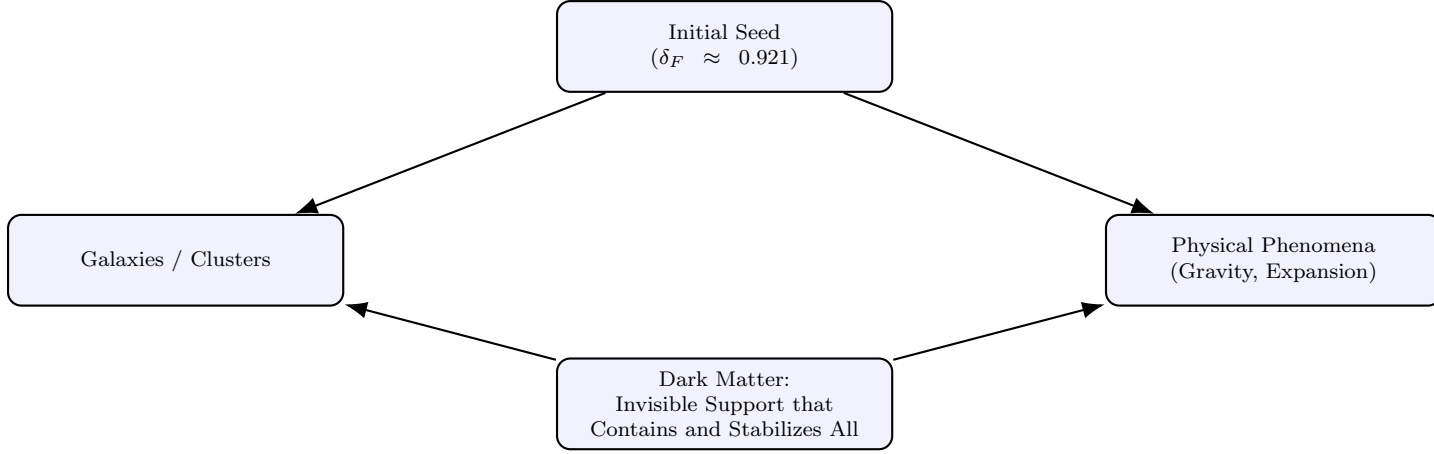 Initial Seed
(δ_F ≈ 0.921)
Galaxies / Clusters
Physical Phenomena
(Gravity, Expansion)
Dark Matter:
Invisible Support that
Contains and Stabilizes All